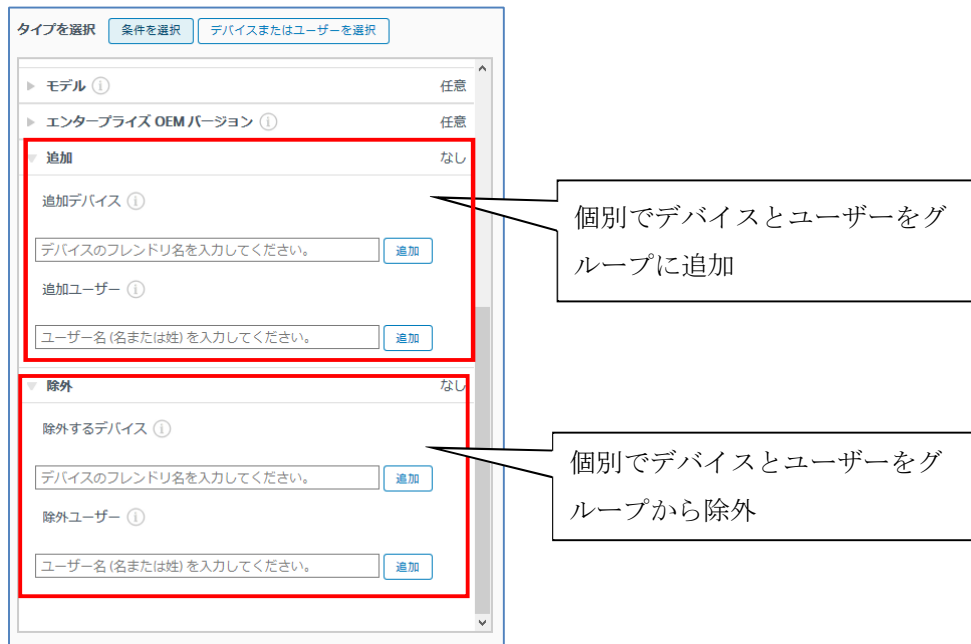 タイプを選択 条件を選択 デバイスまたはユーザーを選択
モデル 任意
エンタープライズ OEM バージョン 任意
追加 なし
追加デバイス
デバイスのフレンドリ名を入力してください。 追加
追加ユーザー
ユーザー名 (名または姓) を入力してください。 追加
個別でデバイスとユーザーをグ
ループに追加
除外 なし
除外するデバイス
デバイスのフレンドリ名を入力してください。 追加
除外ユーザー
ユーザー名 (名または姓) を入力してください。 追加
個別でデバイスとユーザーをグ
ループから除外